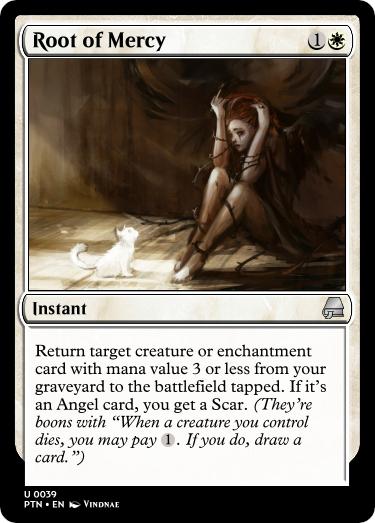 Root of Mercy 1
Instant
Return target creature or enchantment
card with mana value 3 or less from your
graveyard to the battlefield tapped. If it's
an Angel card, you get a Scar. (They're
boons with “When a creature you control
dies, you may pay 1. If you do, draw a
card.”)
U 0039
PTN • EN Vindnae